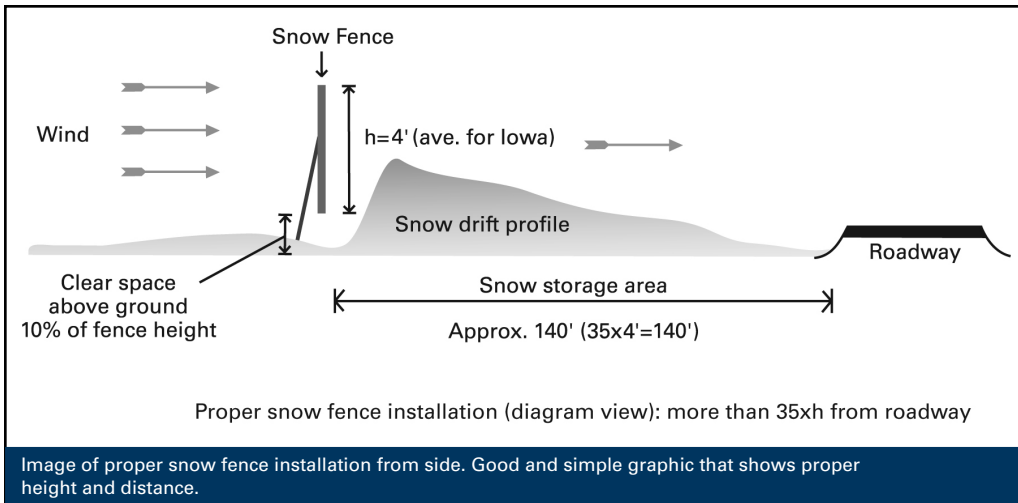 Snow Fence
Wind
h=4' (ave. for Iowa)
Snow drift profile
Roadway
Clear space
above ground
10% of fence height
Snow storage area
Approx. 140' (35x4'=140')
Proper snow fence installation (diagram view): more than 35xh from roadway
Image of proper snow fence installation from side. Good and simple graphic that shows proper
height and distance.